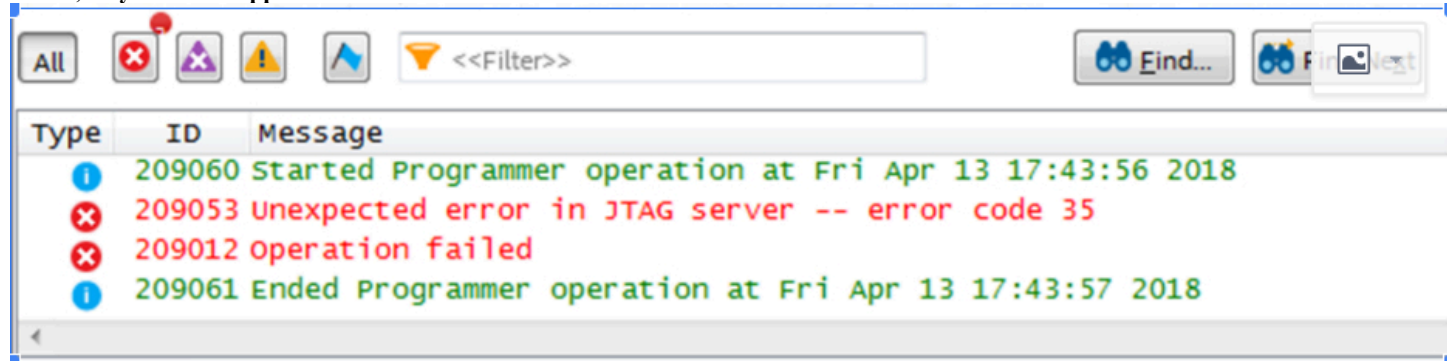 All <<Filter>> Find... Next
Type ID Message
209060 Started Programmer operation at Fri Apr 13 17:43:56 2018
209053 Unexpected error in JTAG server -- error code 35
209012 Operation failed
209061 Ended Programmer operation at Fri Apr 13 17:43:57 2018